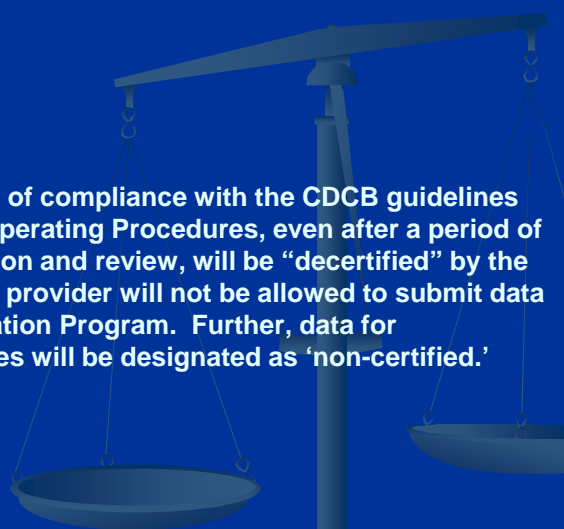 of compliance with the CDCB guidelines
perating Procedures, even after a period of
on and review, will be “decertified” by the
provider will not be allowed to submit data
ation Program.  Further, data for
es will be designated as ‘non-certified.’